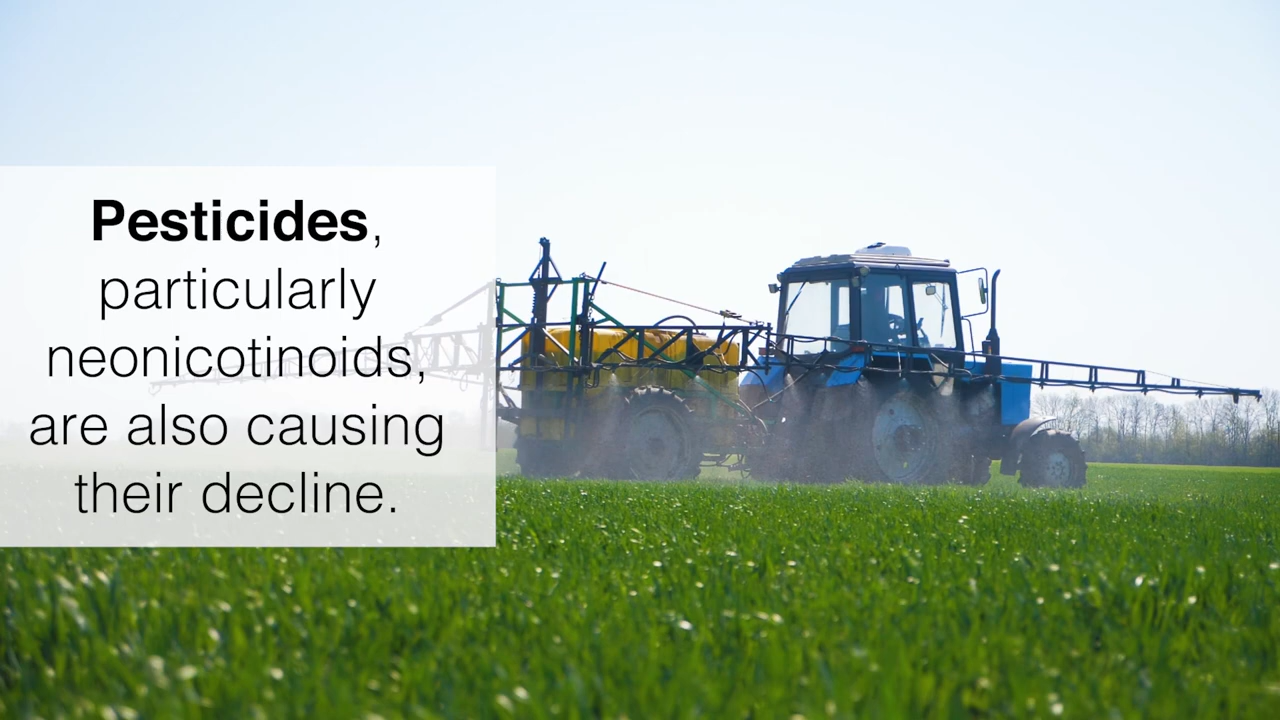 Pesticides,
particularly
neonicotinoids,
are also causing
their decline.